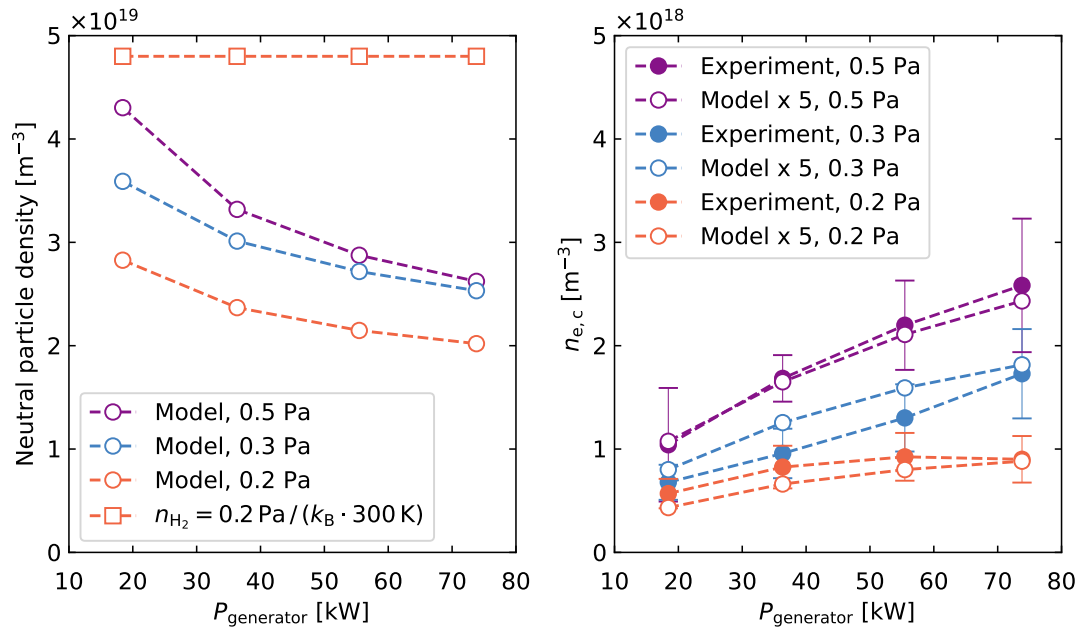 ×10¹⁹
5
4
3
2
1
0
Neutral particle density [m⁻³]
Model, 0.5 Pa
Model, 0.3 Pa
Model, 0.2 Pa
n_H₂ = 0.2 Pa / (k_B · 300 K)
10 20 30 40 50 60 70 80
P_generator [kW]
×10¹⁸
5
4
3
2
1
0
n_e, c [m⁻³]
Experiment, 0.5 Pa
Model x 5, 0.5 Pa
Experiment, 0.3 Pa
Model x 5, 0.3 Pa
Experiment, 0.2 Pa
Model x 5, 0.2 Pa
10 20 30 40 50 60 70 80
P_generator [kW]